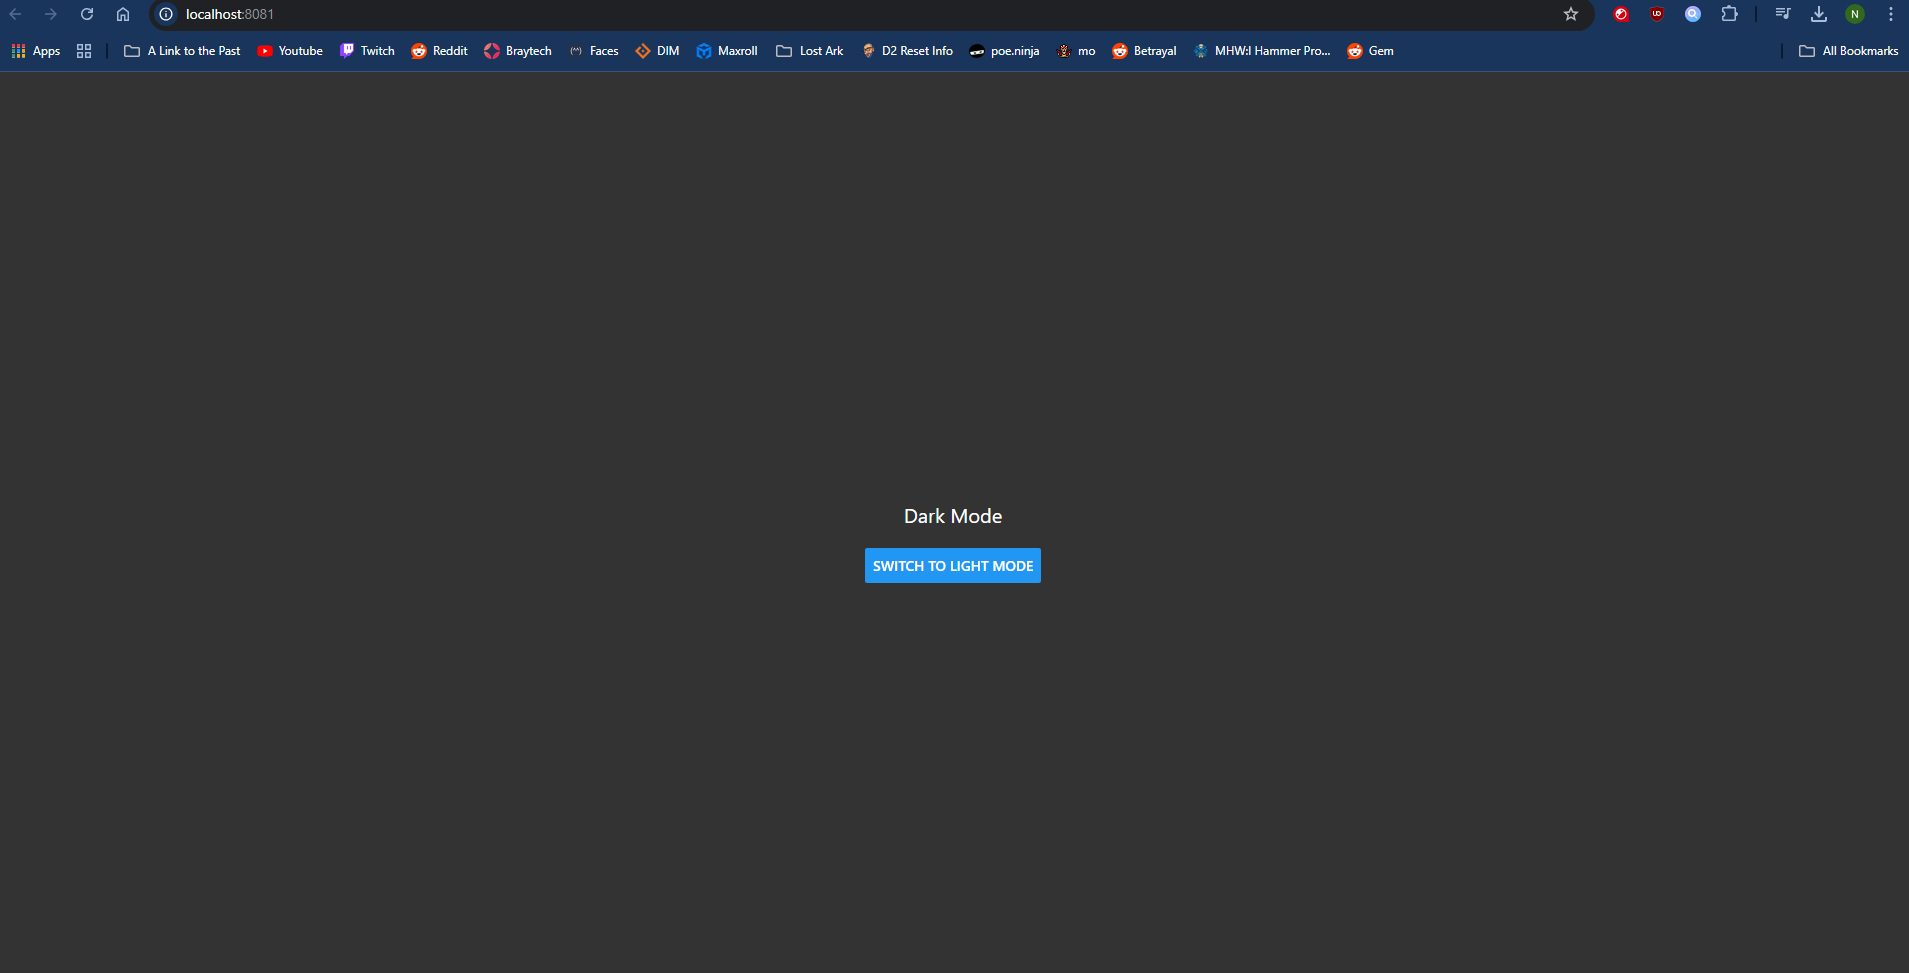 localhost:8081
Apps A Link to the Past Youtube Twitch Reddit Braytech Faces DIM Maxroll Lost Ark D2 Reset Info poe.ninja mo Betrayal MHW:I Hammer Pro... Gem All Bookmarks
Dark Mode
SWITCH TO LIGHT MODE